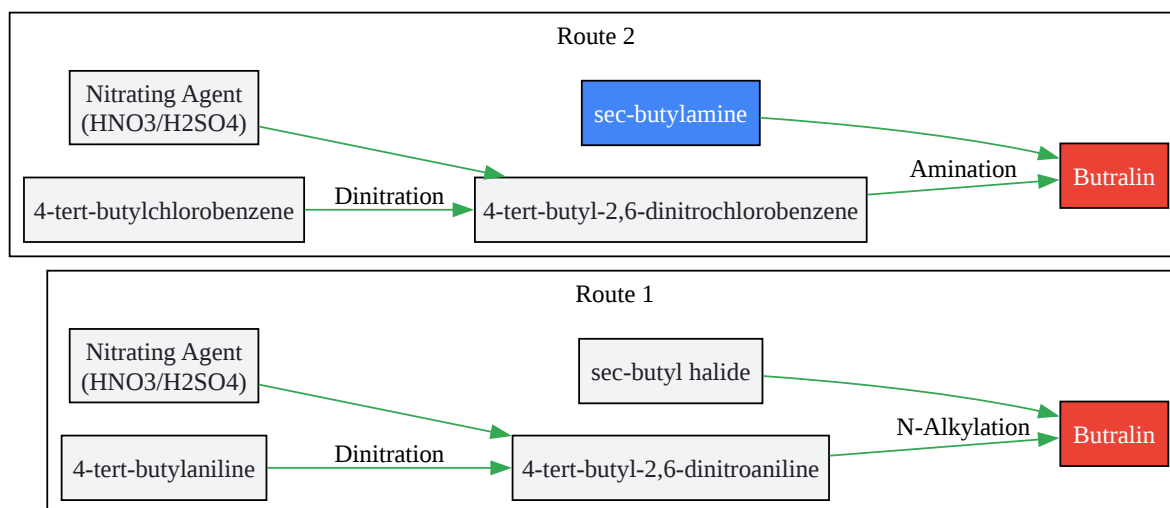 Route 2
Nitrating Agent
(HNO3/H2SO4)
sec-butylamine
Butralin
4-tert-butylchlorobenzene
Dinitration
4-tert-butyl-2,6-dinitrochlorobenzene
Amination
Route 1
Nitrating Agent
(HNO3/H2SO4)
sec-butyl halide
Butralin
4-tert-butylaniline
Dinitration
4-tert-butyl-2,6-dinitroaniline
N-Alkylation